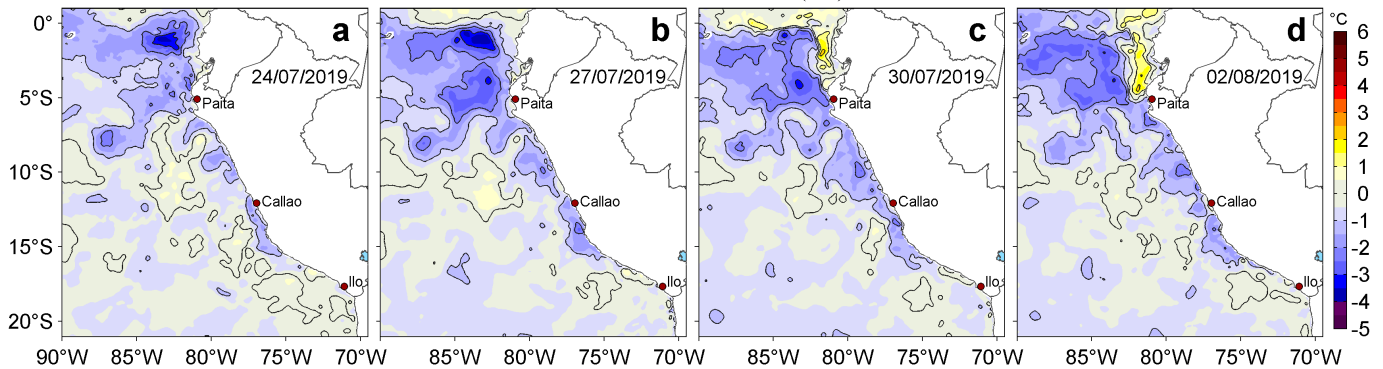 a b c d
24/07/2019 27/07/2019 30/07/2019 02/08/2019
0°
5°S
10°S
15°S
20°S
Paita Paita Paita Paita
Callao Callao Callao Callao
Ilo Ilo Ilo Ilo
90°W 85°W 80°W 75°W 70°W 85°W 80°W 75°W 70°W 85°W 80°W 75°W 70°W 85°W 80°W 75°W 70°W
°C
6
5
4
3
2
1
0
-1
-2
-3
-4
-5